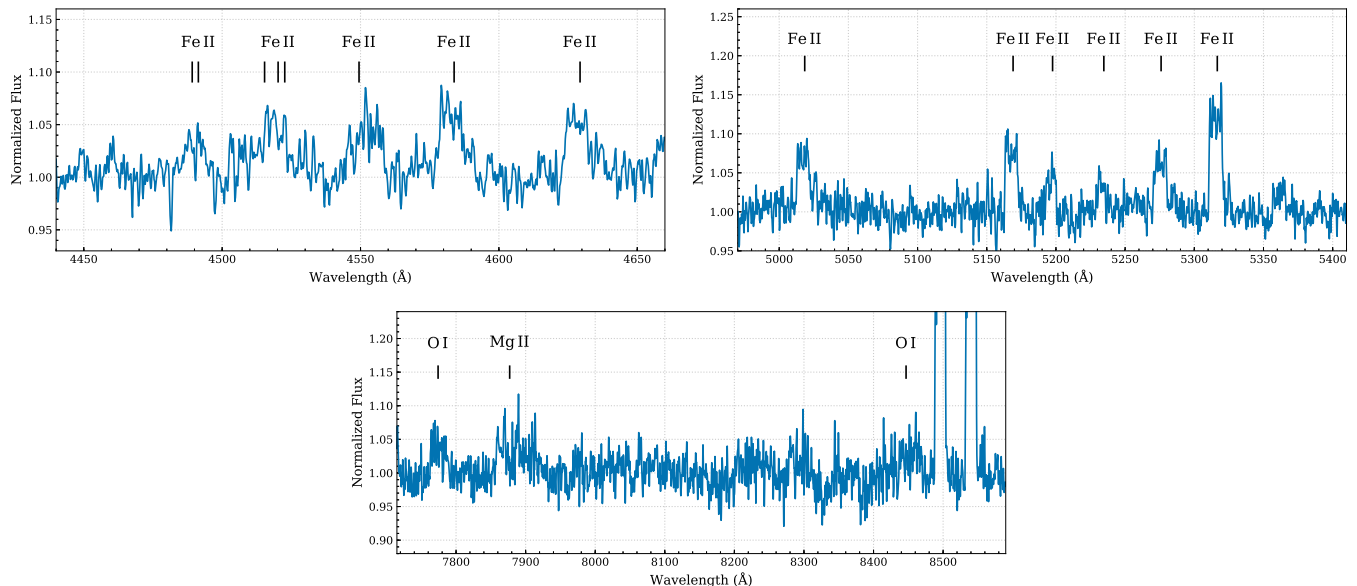 Fe II Fe II Fe II Fe II Fe II
1.15
1.10
1.05
1.00
0.95
Normalized Flux
4450 4500 4550 4600 4650
Wavelength (Å)
Fe II Fe II Fe II Fe II Fe II Fe II
1.25
1.20
1.15
1.10
1.05
1.00
0.95
Normalized Flux
5000 5050 5100 5150 5200 5250 5300 5350 5400
Wavelength (Å)
O I Mg II O I
1.20
1.15
1.10
1.05
1.00
0.95
0.90
Normalized Flux
7800 7900 8000 8100 8200 8300 8400 8500
Wavelength (Å)